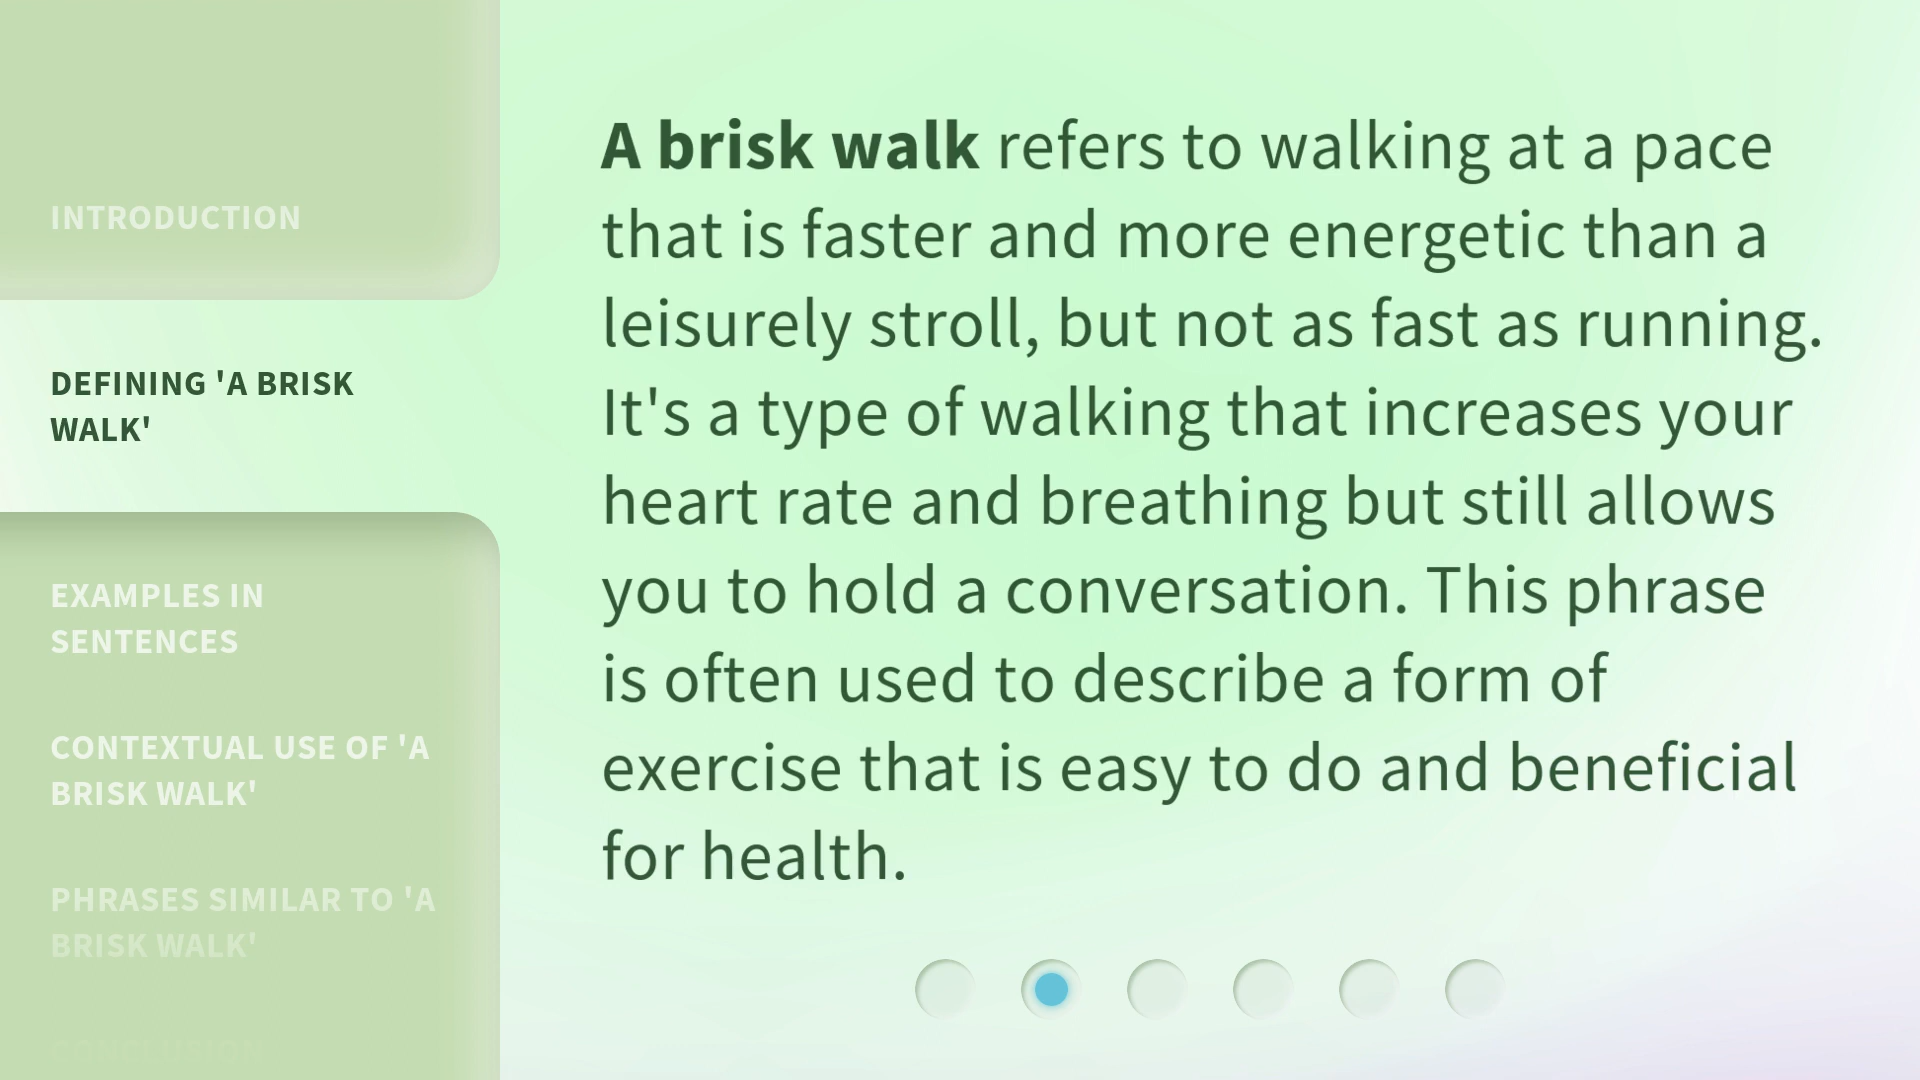 INTRODUCTION
DEFINING 'A BRISK
WALK'
EXAMPLES IN
SENTENCES
CONTEXTUAL USE OF 'A
BRISK WALK'
PHRASES SIMILAR TO 'A
BRISK WALK'
CONCLUSION
A brisk walk refers to walking at a pace
that is faster and more energetic than a
leisurely stroll, but not as fast as running.
It's a type of walking that increases your
heart rate and breathing but still allows
you to hold a conversation. This phrase
is often used to describe a form of
exercise that is easy to do and beneficial
for health.